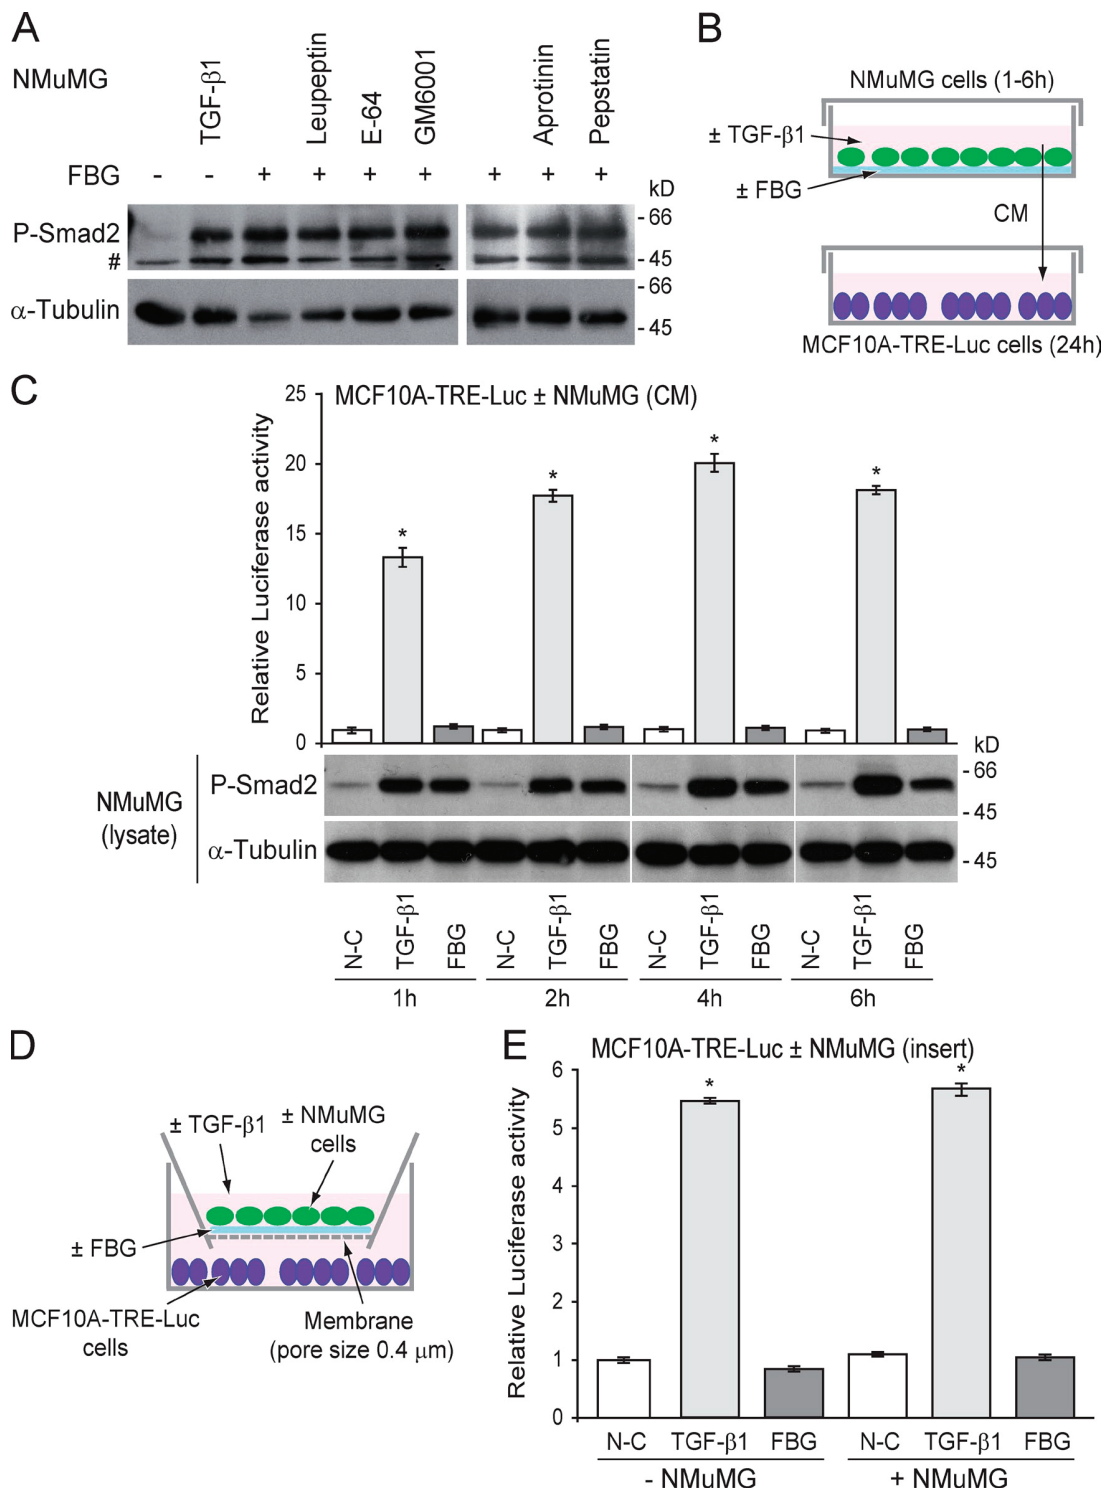 A
NMuMG
TGF-β1
Leupeptin
E-64
GM6001
Aprotinin
Pepstatin
FBG - - + + + + + + +
kD
P-Smad2
#
- 66
- 45
α-Tubulin
- 66
- 45
B
NMuMG cells (1-6h)
± TGF-β1
± FBG
CM
MCF10A-TRE-Luc cells (24h)
C
MCF10A-TRE-Luc ± NMuMG (CM)
Relative Luciferase activity
25
20
15
10
5
0
* * * *
NMuMG
(lysate)
P-Smad2
α-Tubulin
kD
- 66
- 45
- 45
N-C TGF-β1 FBG N-C TGF-β1 FBG N-C TGF-β1 FBG N-C TGF-β1 FBG
1h 2h 4h 6h
D
± TGF-β1
± NMuMG
cells
± FBG
MCF10A-TRE-Luc
cells
Membrane
(pore size 0.4 μm)
E
MCF10A-TRE-Luc ± NMuMG (insert)
Relative Luciferase activity
6
5
4
3
2
1
0
* *
N-C TGF-β1 FBG N-C TGF-β1 FBG
- NMuMG + NMuMG